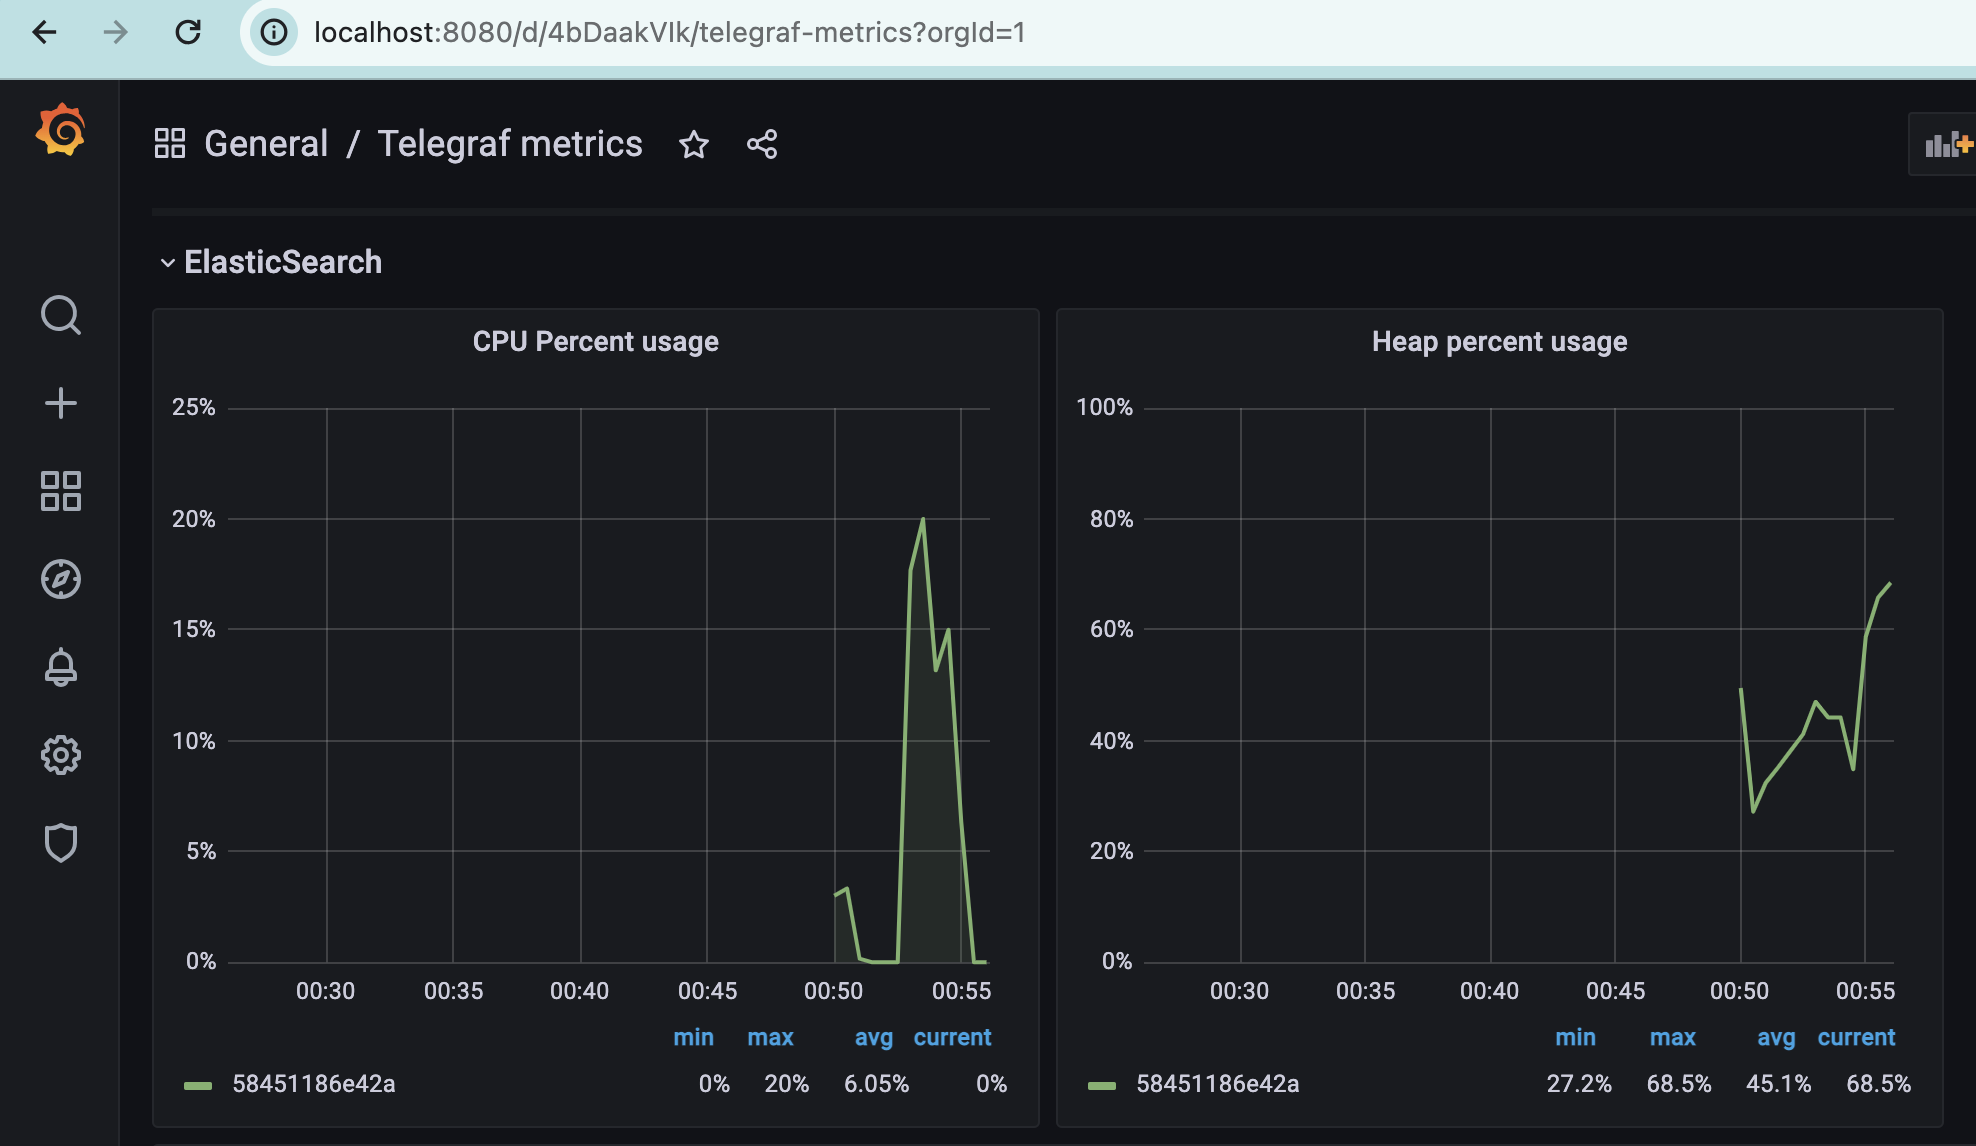 localhost:8080/d/4bDaakVIk/telegraf-metrics?orgId=1
General / Telegraf metrics
ElasticSearch
CPU Percent usage
25%
20%
15%
10%
5%
0%
00:30 00:35 00:40 00:45 00:50 00:55
min max avg current
58451186e42a 0% 20% 6.05% 0%
Heap percent usage
100%
80%
60%
40%
20%
0%
00:30 00:35 00:40 00:45 00:50 00:55
min max avg current
58451186e42a 27.2% 68.5% 45.1% 68.5%